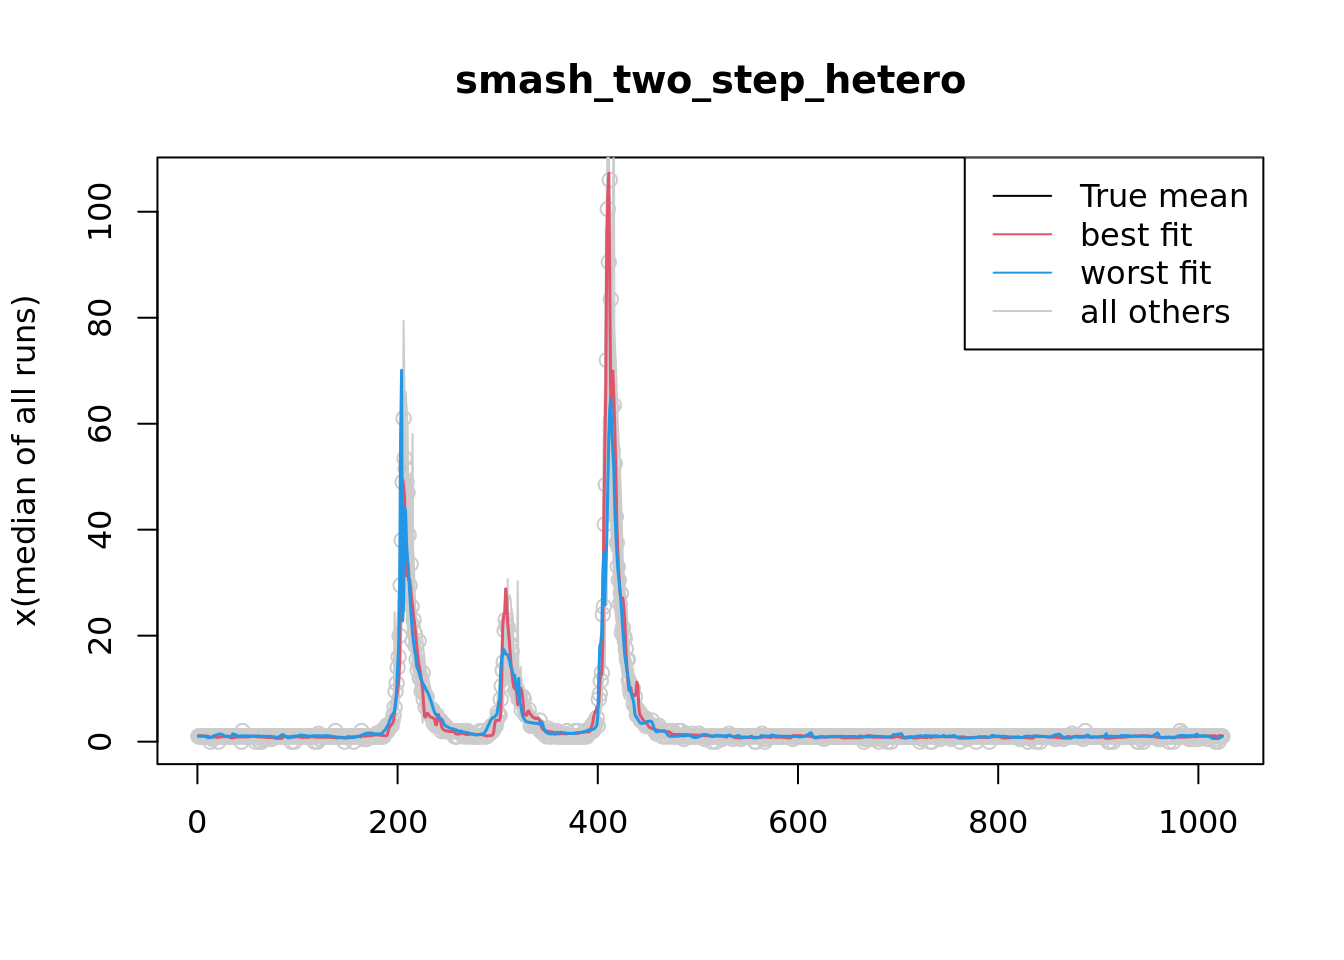 smash_two_step_hetero
True mean
best fit
worst fit
all others
x(median of all runs)
100
80
60
40
20
0
0 200 400 600 800 1000